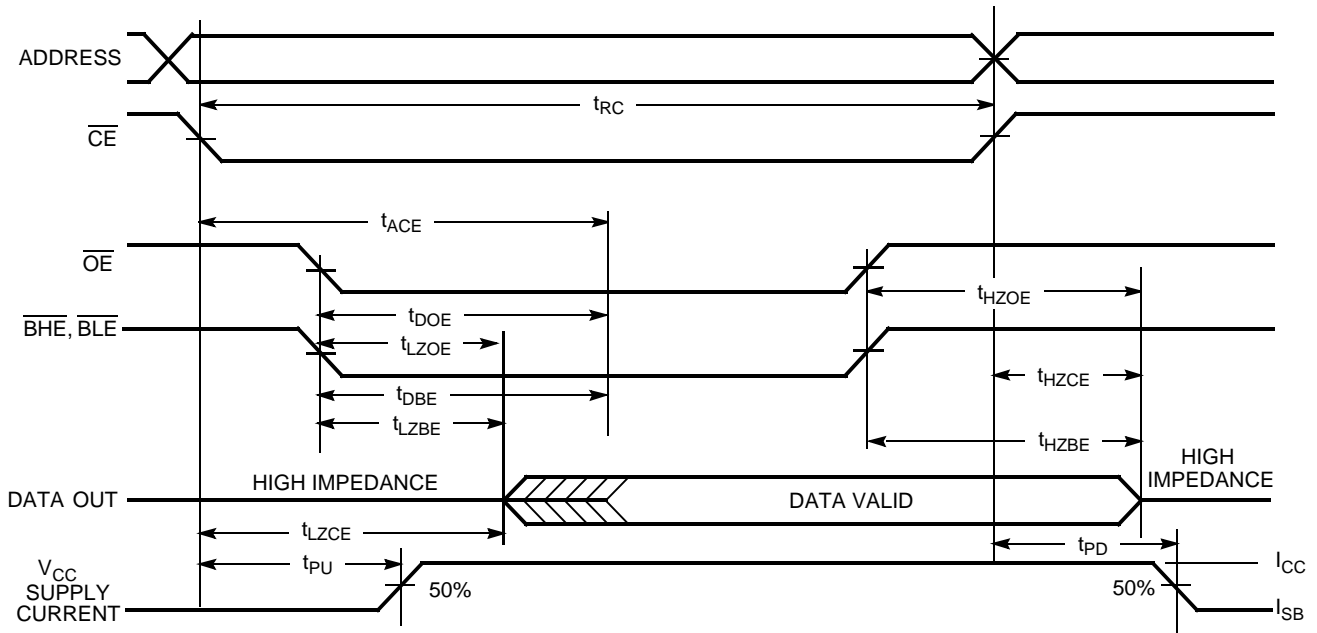 ADDRESS
tRC
CE
tACE
OE
tHZOE
tDOE
BHE, BLE
tLZOE
tHZCE
tDBE
tLZBE
tHZBE
HIGH IMPEDANCE
HIGH
IMPEDANCE
DATA OUT
DATA VALID
tLZCE
tPD
tPU
VCC
SUPPLY
CURRENT
50%
50%
ICC
ISB